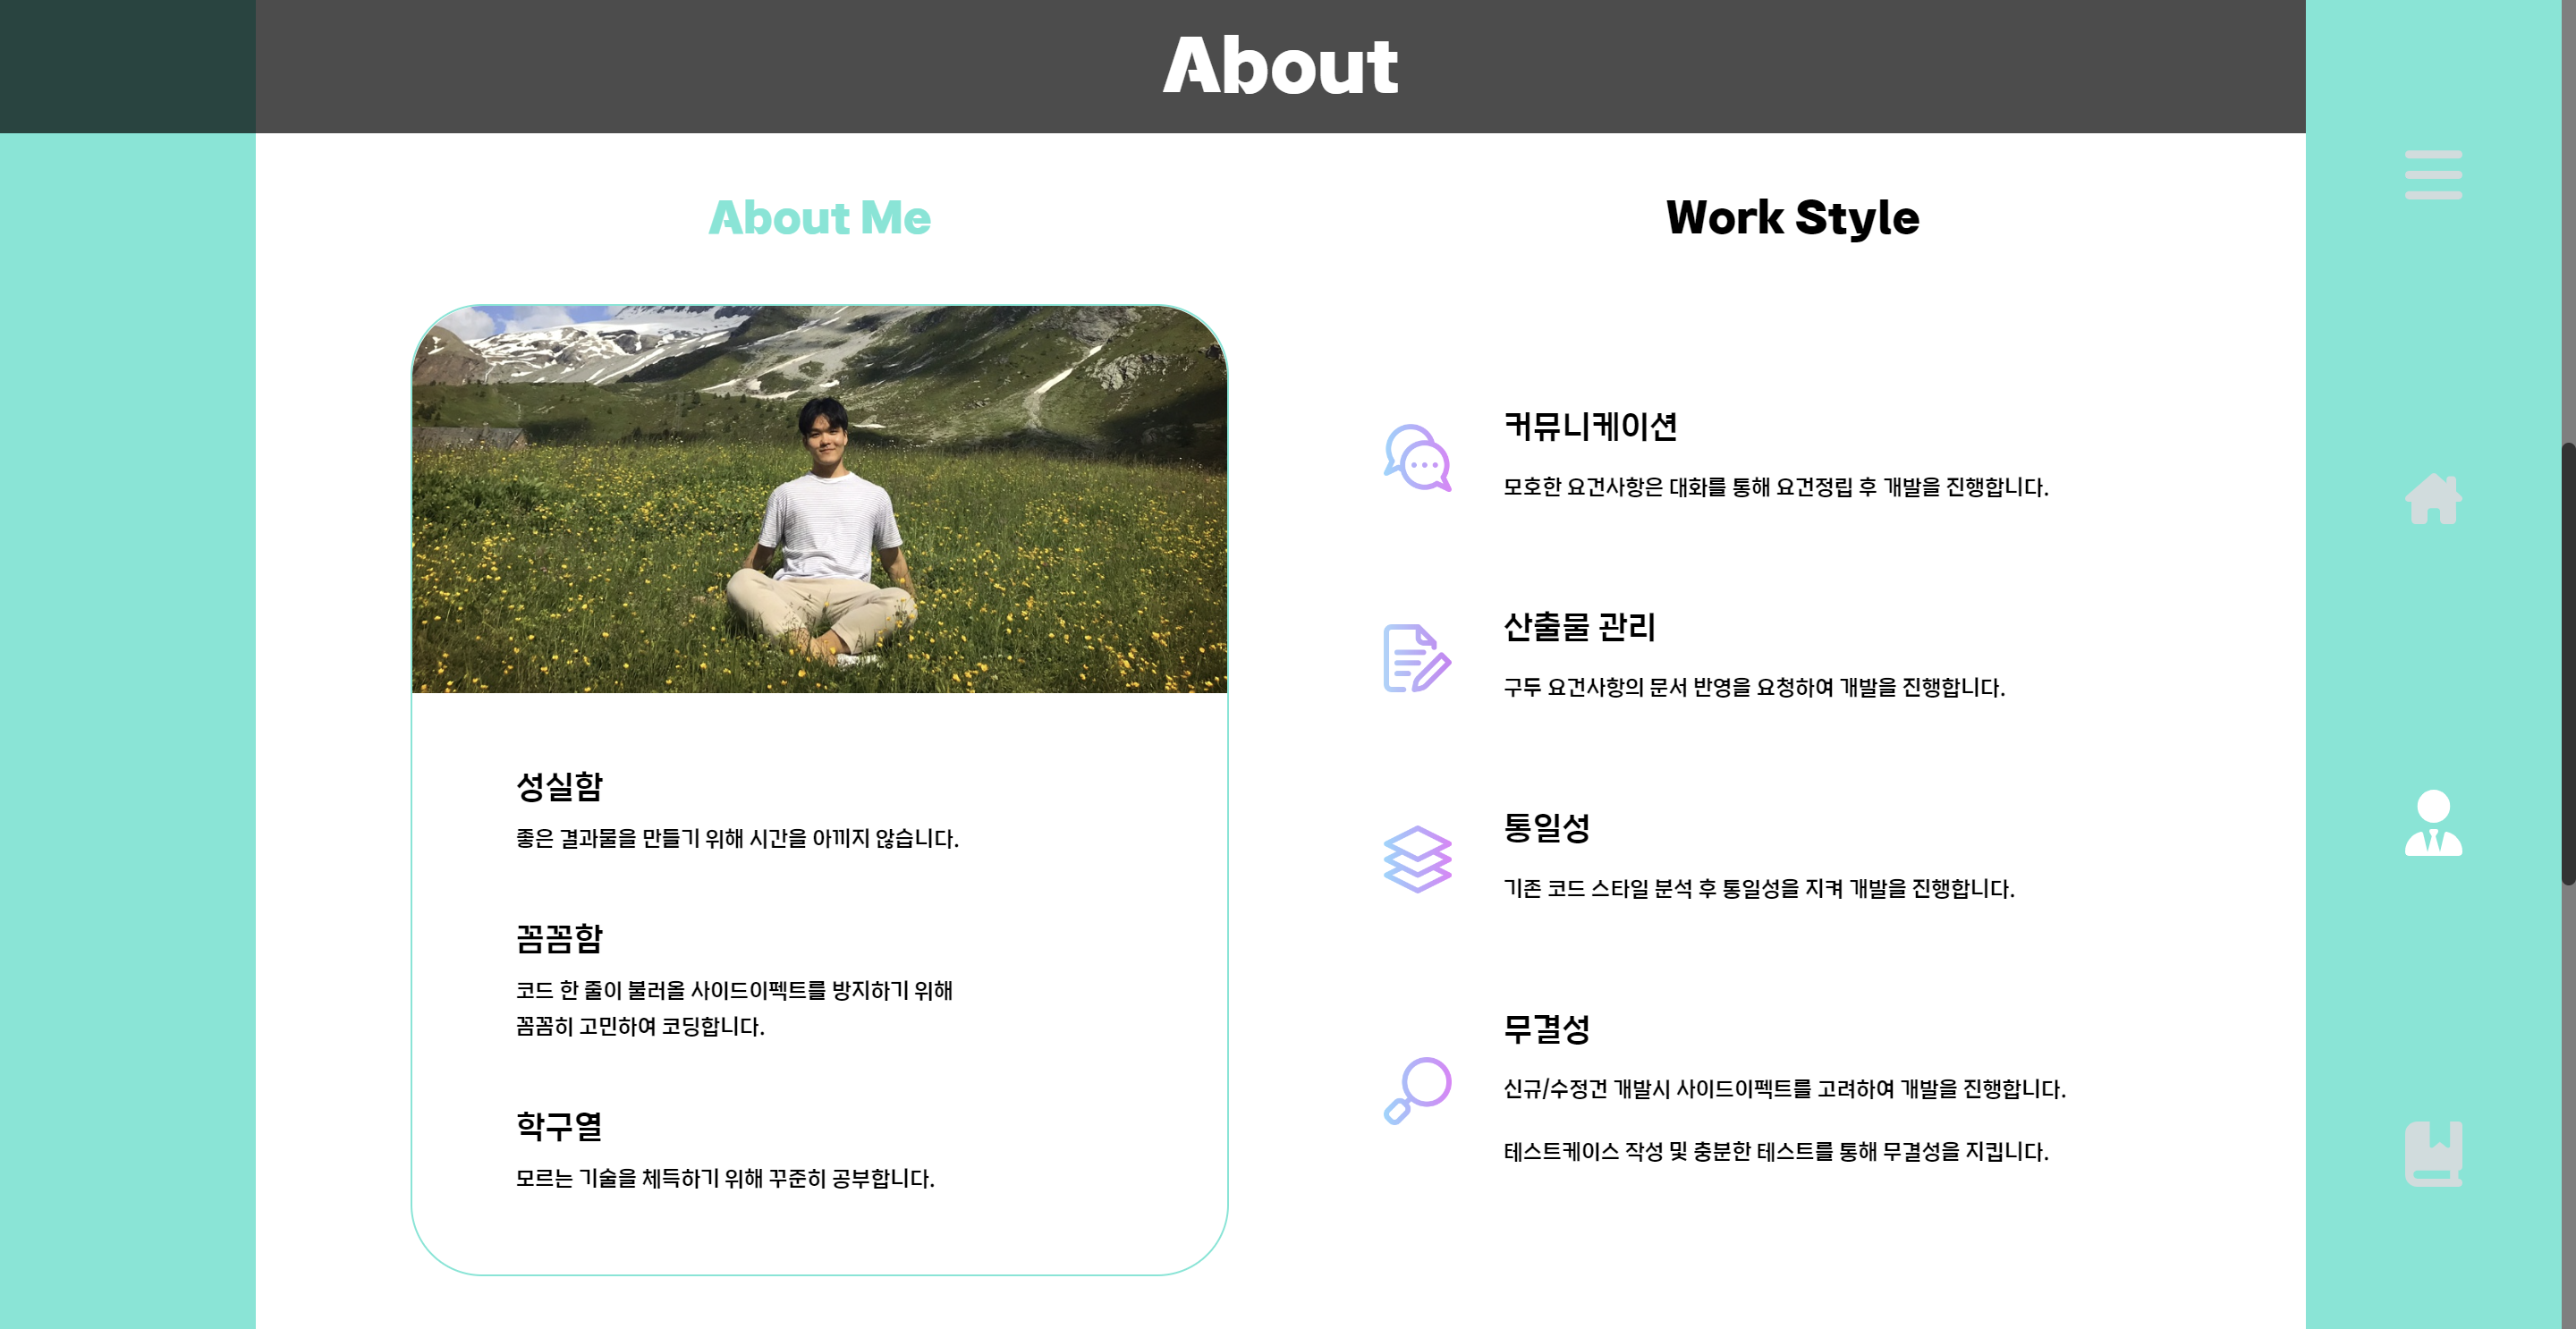 About
About Me
성실함
좋은 결과물을 만들기 위해 시간을 아끼지 않습니다.
꼼꼼함
코드 한 줄이 불러올 사이드이펙트를 방지하기 위해
꼼꼼히 고민하여 코딩합니다.
학구열
모르는 기술을 체득하기 위해 꾸준히 공부합니다.
Work Style
커뮤니케이션
모호한 요건사항은 대화를 통해 요건정립 후 개발을 진행합니다.
산출물 관리
구두 요건사항의 문서 반영을 요청하여 개발을 진행합니다.
통일성
기존 코드 스타일 분석 후 통일성을 지켜 개발을 진행합니다.
무결성
신규/수정건 개발시 사이드이펙트를 고려하여 개발을 진행합니다.
테스트케이스 작성 및 충분한 테스트를 통해 무결성을 지킵니다.